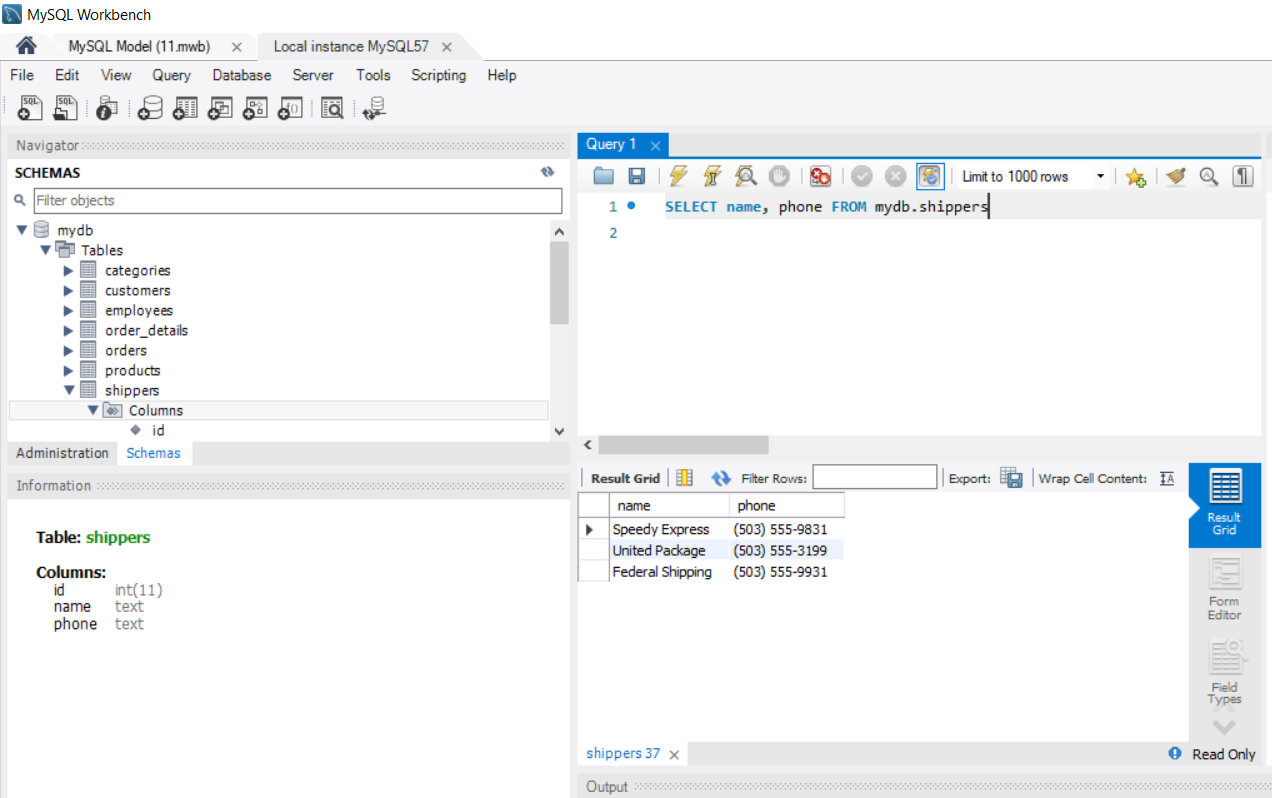 MySQL Workbench
MySQL Model (11.mwb)
Local instance MySQL57
File Edit View Query Database Server Tools Scripting Help
Navigator
SCHEMAS
Filter objects
mydb
Tables
categories
customers
employees
order_details
orders
products
shippers
Columns
id
Administration Schemas
Information
Table: shippers
Columns:
id int(11)
name text
phone text
Query 1
Limit to 1000 rows
1 SELECT name, phone FROM mydb.shippers
2
Result Grid Filter Rows: Export: Wrap Cell Content:
name phone
Speedy Express (503) 555-9831
United Package (503) 555-3199
Federal Shipping (503) 555-9931
Result
Grid
Form
Editor
Field
Types
shippers 37
Read Only
Output